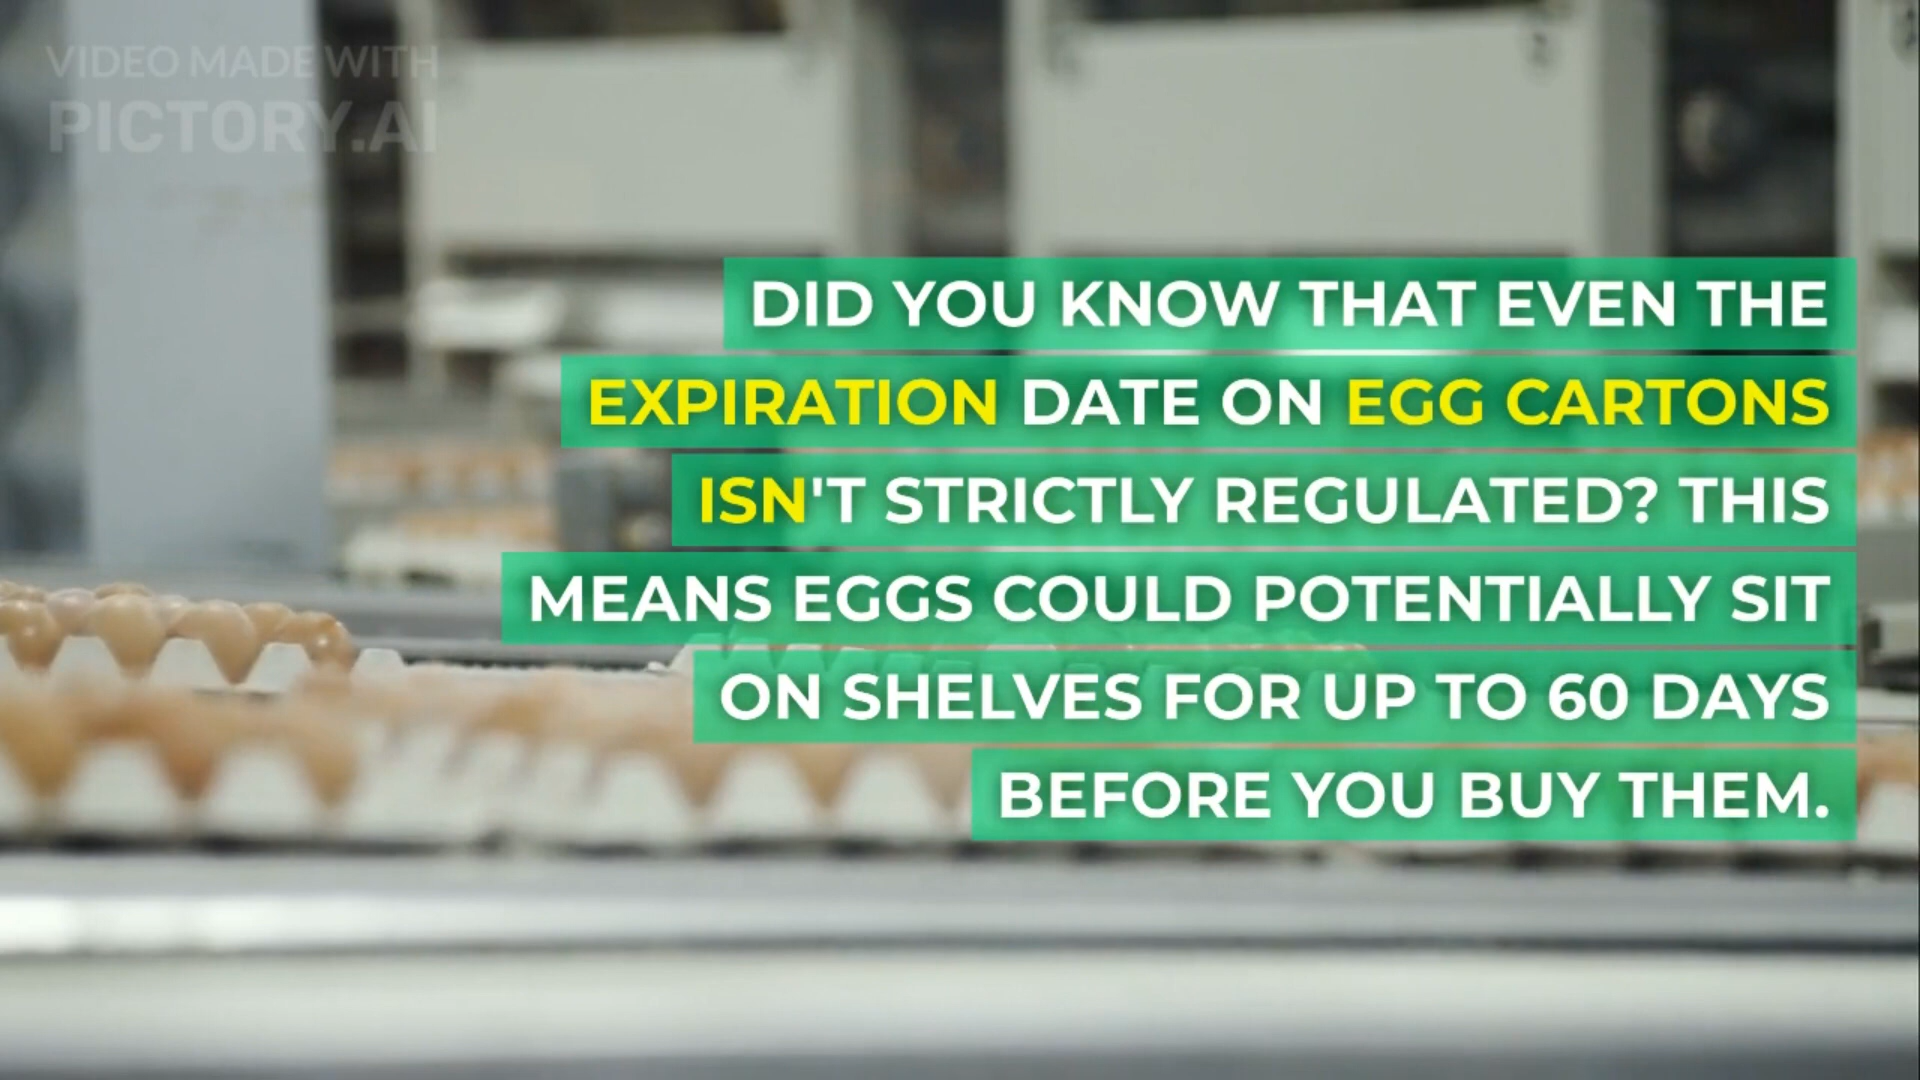 VIDEO MADE WITH
PICTORY.AI
DID YOU KNOW THAT EVEN THE
EXPIRATION DATE ON EGG CARTONS
ISN'T STRICTLY REGULATED? THIS
MEANS EGGS COULD POTENTIALLY SIT
ON SHELVES FOR UP TO 60 DAYS
BEFORE YOU BUY THEM.